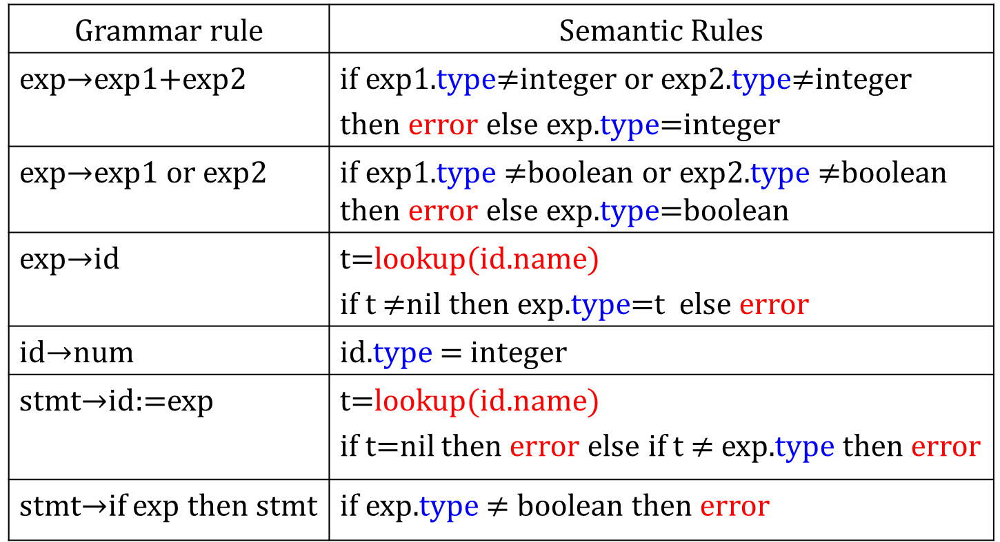 Grammar rule
Semantic Rules
exp→exp1+exp2
if exp1.type≠integer or exp2.type≠integer
then error else exp.type=integer
exp→exp1 or exp2
if exp1.type ≠boolean or exp2.type ≠boolean
then error else exp.type=boolean
exp→id
t=lookup(id.name)
if t ≠nil then exp.type=t else error
id→num
id.type = integer
stmt→id:=exp
t=lookup(id.name)
if t=nil then error else if t ≠ exp.type then error
stmt→if exp then stmt
if exp.type ≠ boolean then error